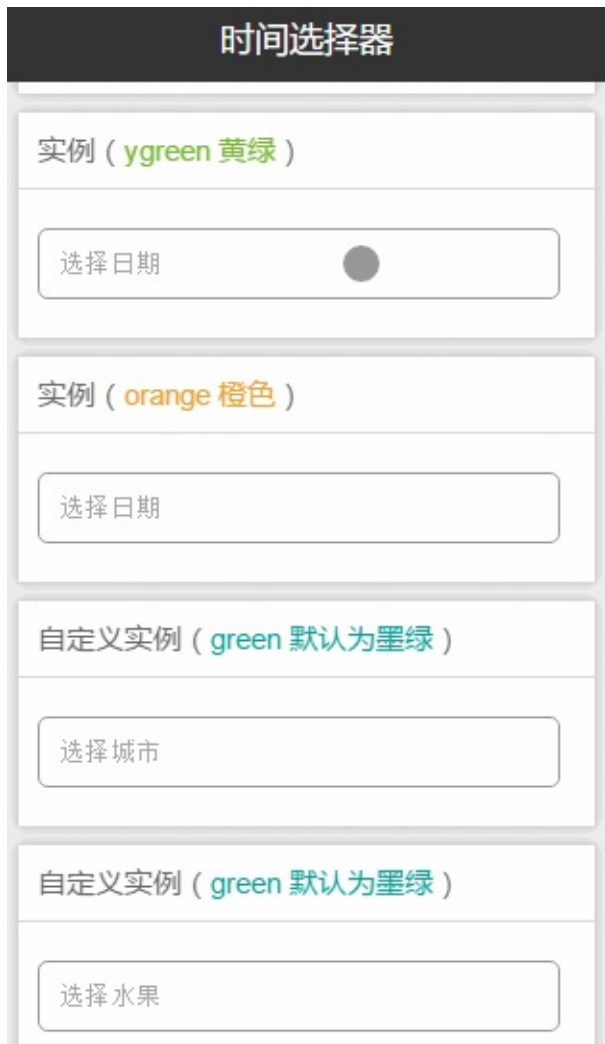 时间选择器
实例（ygreen 黄绿）
选择日期
实例（orange 橙色）
选择日期
自定义实例（green 默认为墨绿）
选择城市
自定义实例（green 默认为墨绿）
选择水果